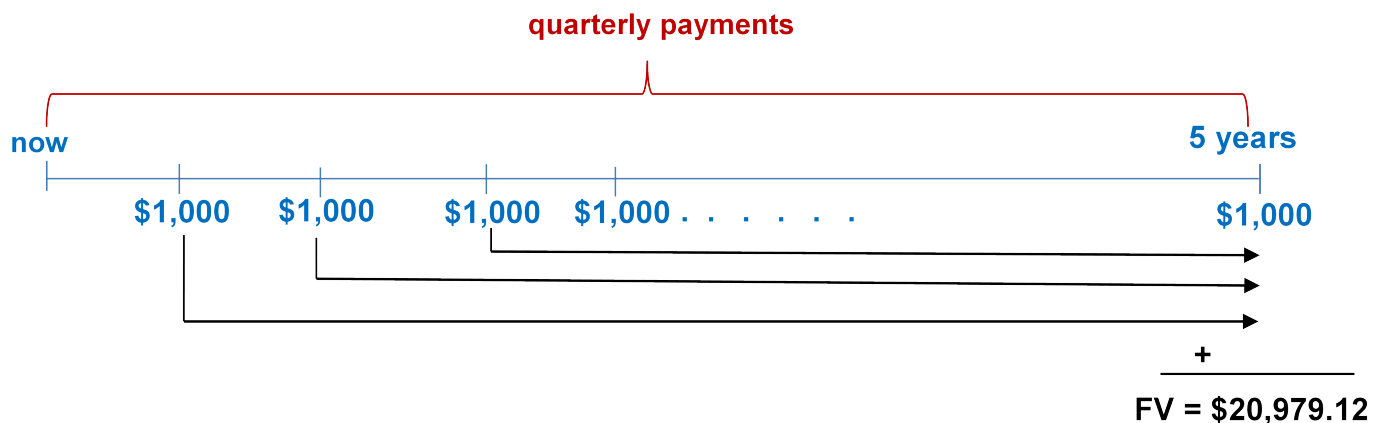 quarterly payments
now
5 years
$1,000 $1,000 $1,000 $1,000 . . . . . . $1,000
+
FV = $20,979.12